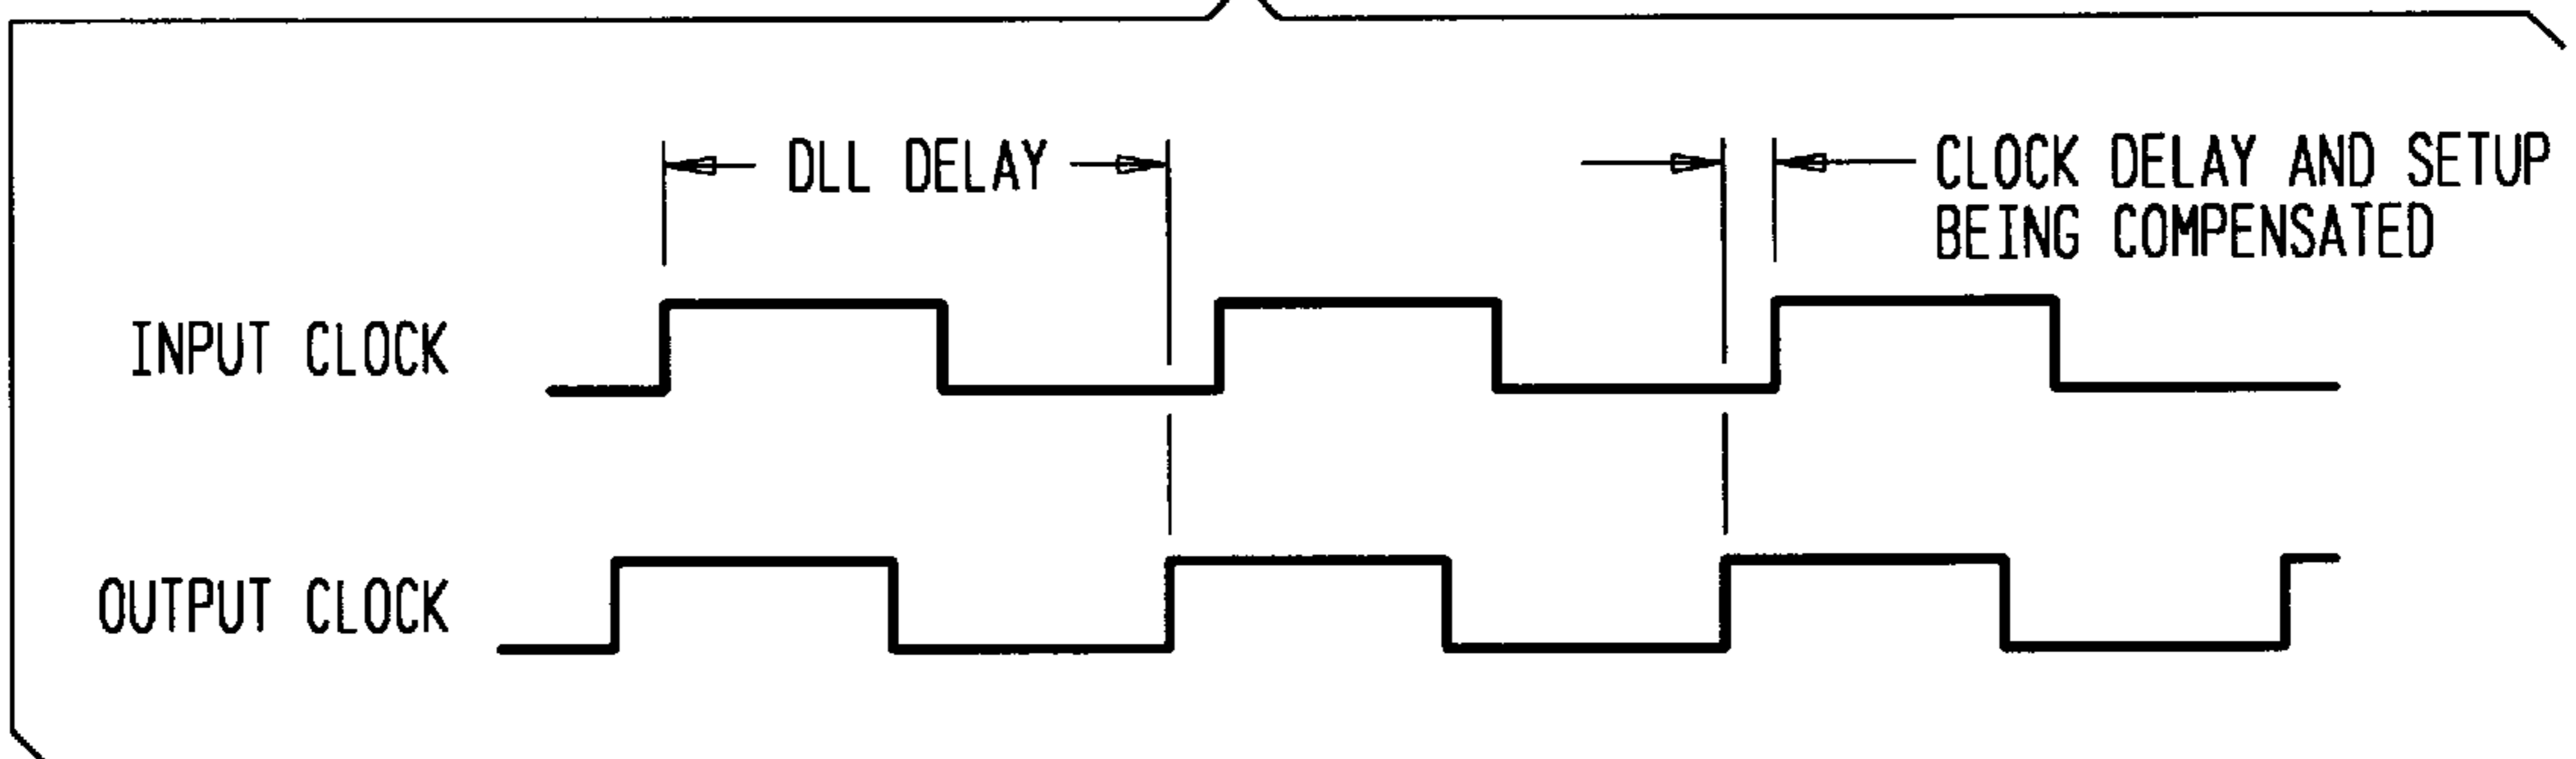 DLL DELAY
CLOCK DELAY AND SETUP
BEING COMPENSATED
INPUT CLOCK
OUTPUT CLOCK